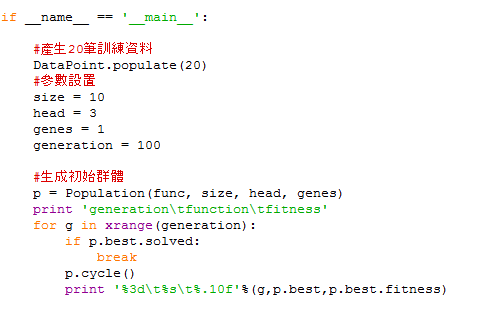 if __name__ == '__main__':
#產生20筆訓練資料
DataPoint.populate(20)
#參數設置
size = 10
head = 3
genes = 1
generation = 100
#生成初始群體
p = Population(func, size, head, genes)
print 'generation\tfunction\tfitness'
for g in xrange(generation):
if p.best.solved:
break
p.cycle()
print '%3d\t%s\t%.10f'%(g,p.best,p.best.fitness)